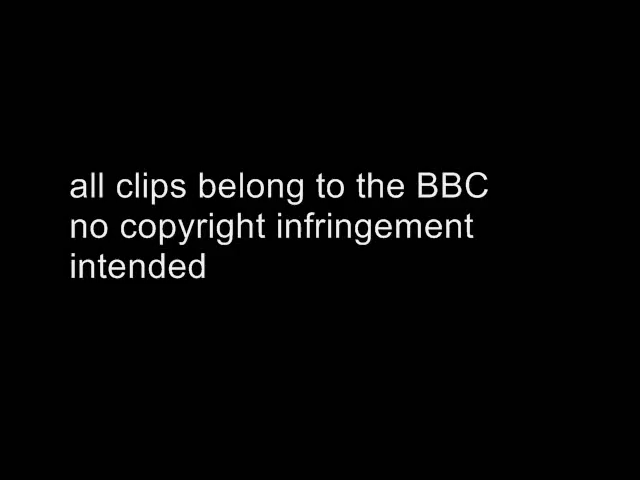 all clips belong to the BBC
no copyright infringement
intended